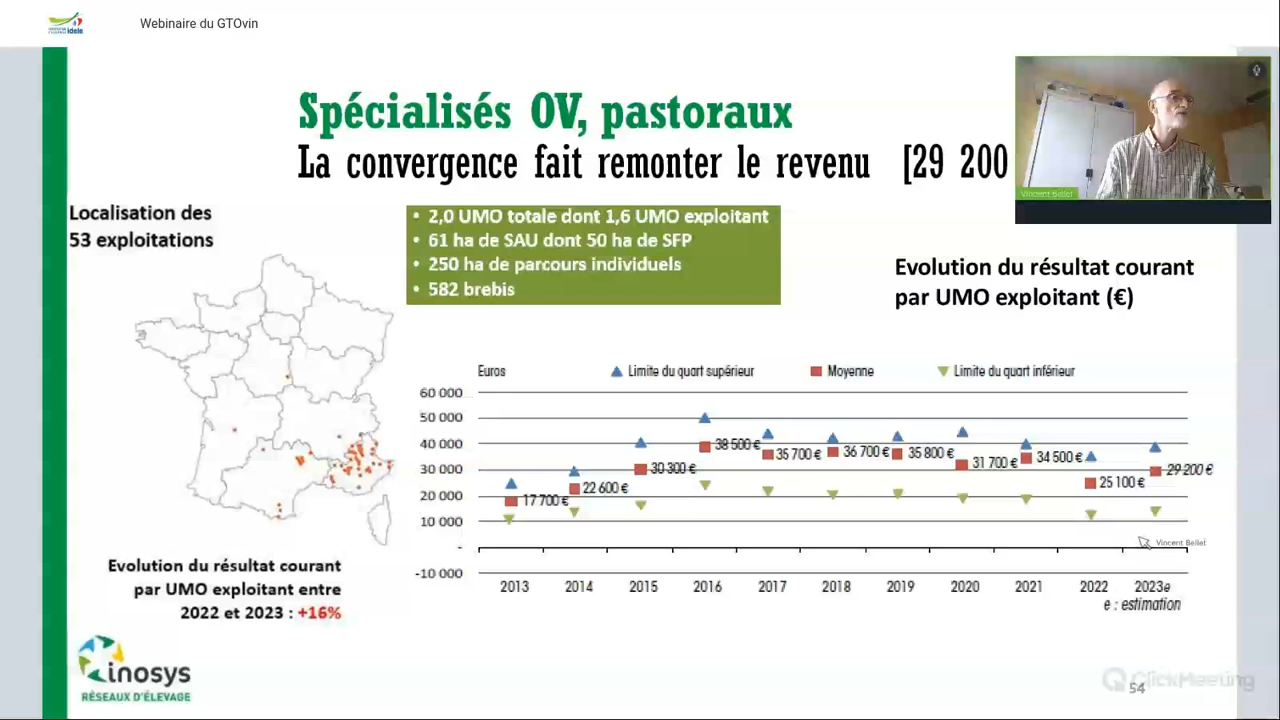 idele
Webinaire du GTOvin
Spécialisés OV, pastoraux
La convergence fait remonter le revenu [29 200
Vincent Bellet
Localisation des
53 exploitations
• 2,0 UMO totale dont 1,6 UMO exploitant
• 61 ha de SAU dont 50 ha de SFP
• 250 ha de parcours individuels
• 582 brebis
Evolution du résultat courant
par UMO exploitant (€)
Euros
Limite du quart supérieur
Moyenne
Limite du quart inférieur
60 000
50 000
40 000
30 000
20 000
10 000
-
-10 000
17 700 €
22 600 €
30 300 €
38 500 €
35 700 €
36 700 €
35 800 €
31 700 €
34 500 €
25 100 €
29 200 €
Vincent Bellet
2013 2014 2015 2016 2017 2018 2019 2020 2021 2022 2023e
e : estimation
Evolution du résultat courant
par UMO exploitant entre
2022 et 2023 : +16%
inosys
RÉSEAUX D'ÉLEVAGE
ClickMeeting
54